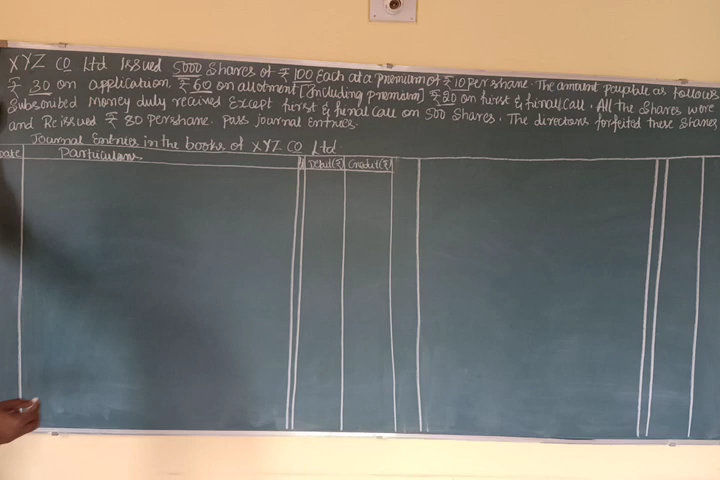 XYZ CO Ltd Issued 5000 Shares of ₹ 100 Each at a premium of ₹ 10 per share. The amount payable as follows
₹ 30 on application, ₹ 60 on allotment [Including premium] ₹ 20 on first & final call. All the Shares were
Subscribed Money duly received Except first & final call on 500 Shares. The directors forfeited these Shares
and Reissued ₹ 80 per share. pass journal Entries.
Journal Entries in the books of XYZ CO Ltd.
Date Particulars Debit(₹) Credit(₹)